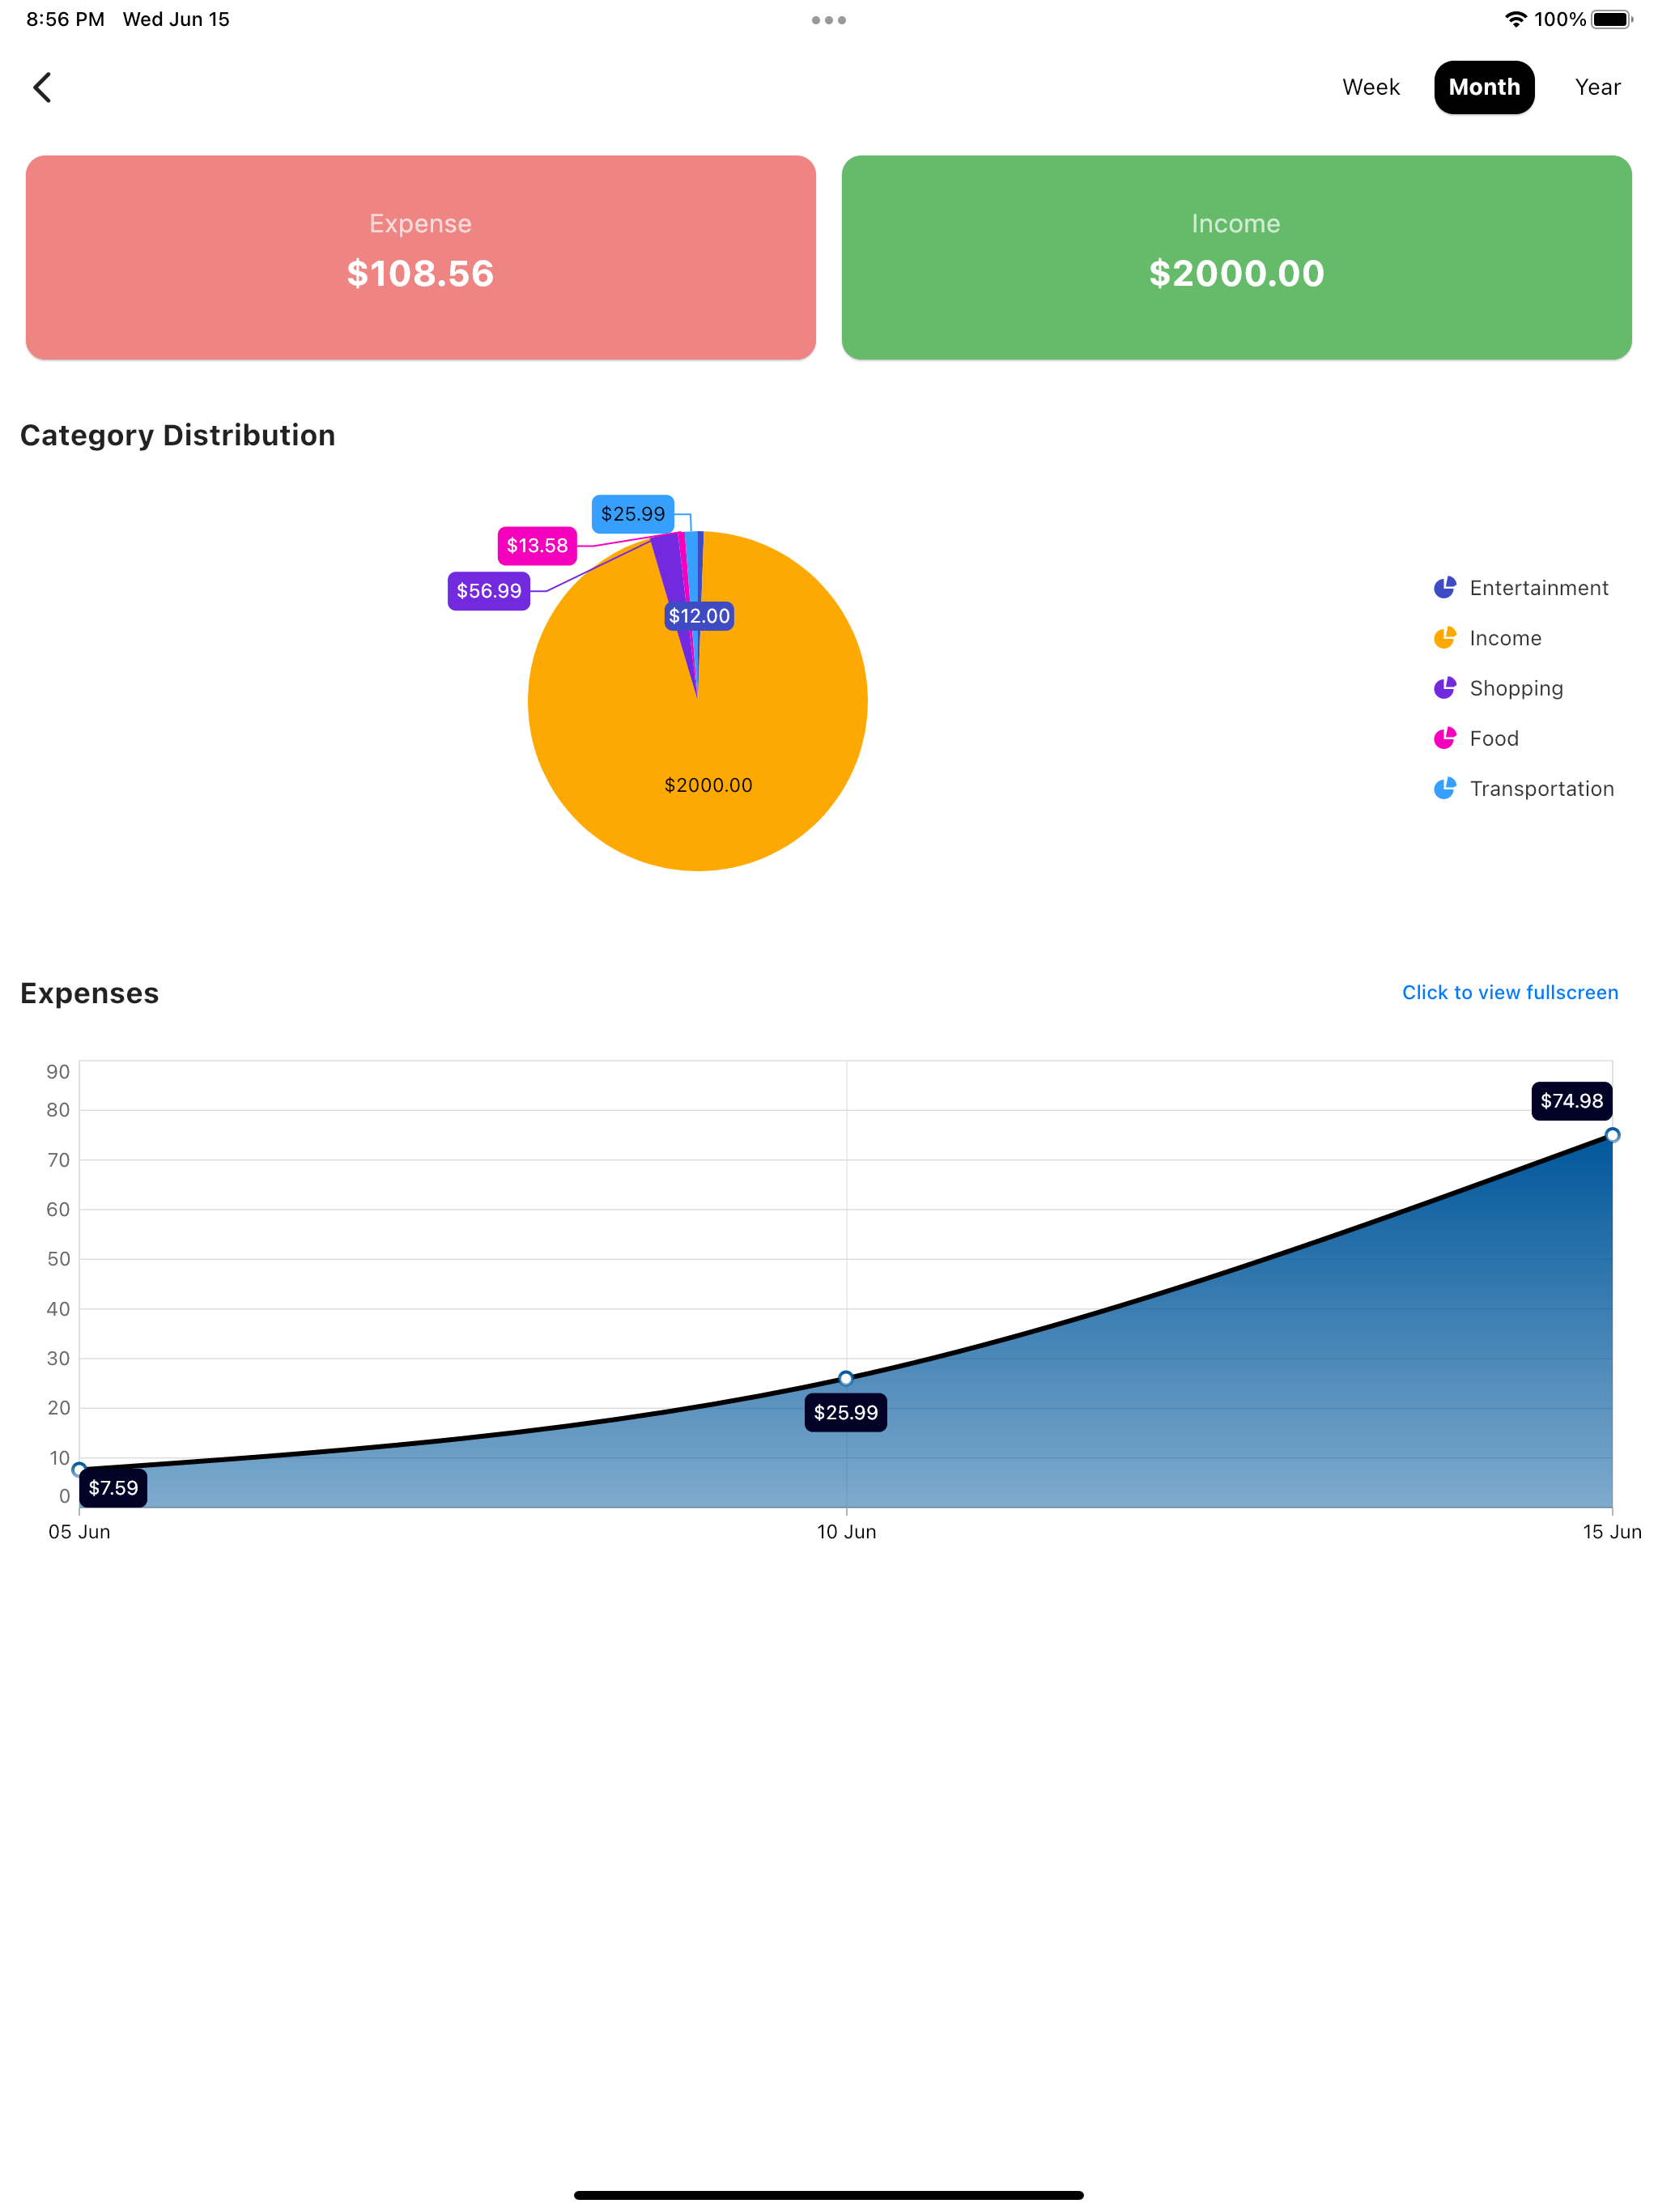 8:56 PM Wed Jun 15
100%
Week Month Year
Expense
$108.56
Income
$2000.00
Category Distribution
$25.99
$13.58
$56.99
$12.00
$2000.00
Entertainment
Income
Shopping
Food
Transportation
Expenses
Click to view fullscreen
90
80
70
60
50
40
30
20
10
0
$74.98
$25.99
$7.59
05 Jun
10 Jun
15 Jun